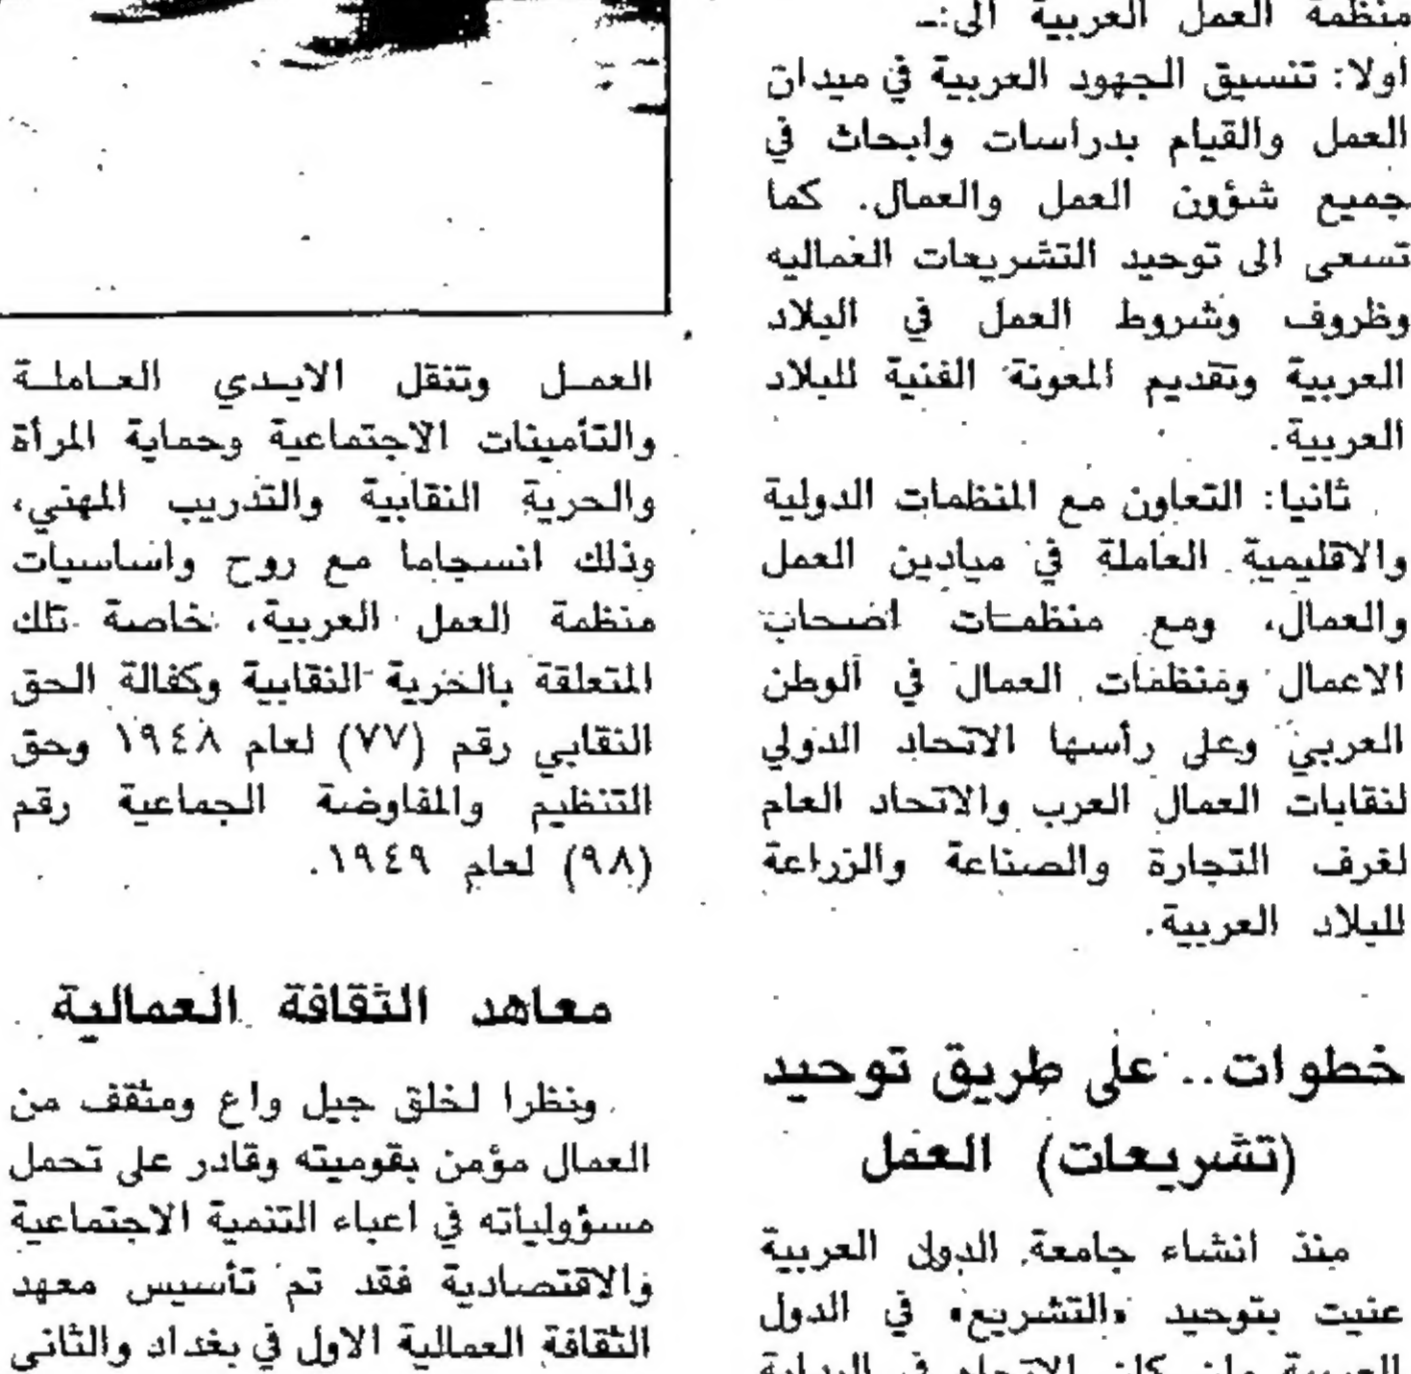 منظمة العمل العربية الى:ـ
اولا: تنسيق الجهود العربية في ميدان
العمل والقيام بدراسات وابحاث في
جميع شؤون العمل والعمال. كما
تسعى الى توحيد التشريعات العماليه
وظروف وشروط العمل في البلاد
العربية وتقديم المعونة الفنية للبلاد
العربية.
ثانيا: التعاون مع المنظمات الدولية
والاقليمية العاملة في ميادين العمل
والعمال، ومع منظمات اصحاب
الاعمال ومنظمات العمال في الوطن
العربي وعلى رأسها الاتحاد الدولي
لنقابات العمال العرب والاتحاد العام
لغرف التجارة والصناعة والزراعة
للبلاد العربية.
خطوات.. على طريق توحيد
(تشريعات) العمل
منذ انشاء جامعة الدول العربية
عنيت بتوحيد «التشريع» في الدول
العربية وان كان الاتجاه في البداية
العمل وتنقل الايدي العاملة
والتأمينات الاجتماعية وحماية المرأة
والحرية النقابية والتدريب المهني،
وذلك انسجاما مع روح واساسيات
منظمة العمل العربية، خاصة تلك
المتعلقة بالحرية النقابية وكفالة الحق
النقابي رقم (٧٧) لعام ١٩٤٨ وحق
التنظيم والمفاوضة الجماعية رقم
(٩٨) لعام ١٩٤٩.
معاهد الثقافة العمالية
ونظرا لخلق جيل واع ومثقف من
العمال مؤمن بقوميته وقادر على تحمل
مسؤولياته في اعباء التنمية الاجتماعية
والاقتصادية فقد تم تأسيس معهد
الثقافة العمالية الاول في بغداد والثاني